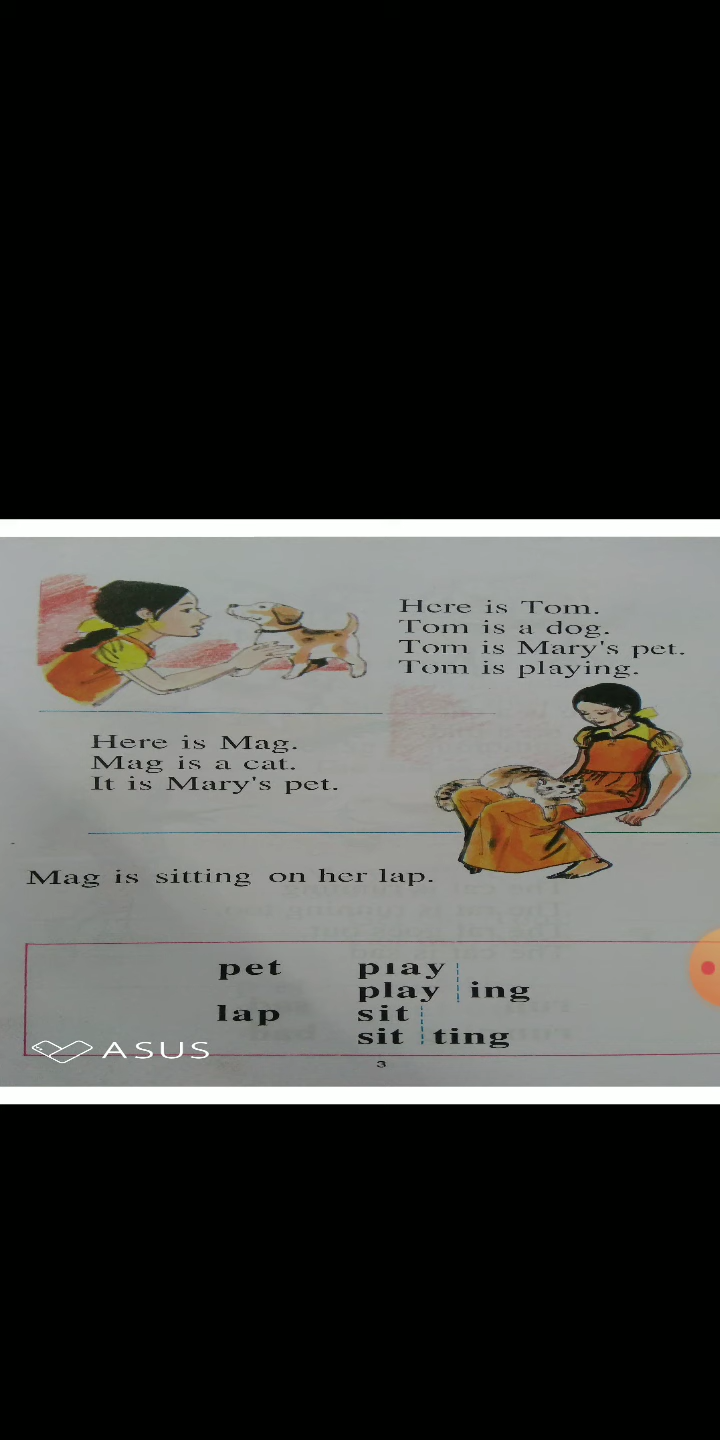 Here is Tom.
Tom is a dog.
Tom is Mary's pet.
Tom is playing.
Here is Mag.
Mag is a cat.
It is Mary's pet.
Mag is sitting on her lap.
pet play
play ing
lap sit
sit ting
ASUS
3